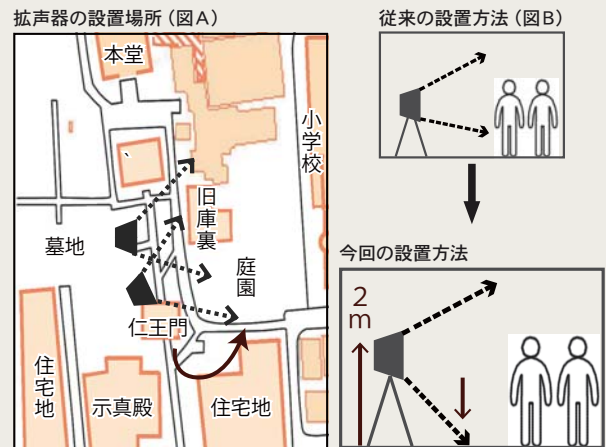 拡声器の設置場所（図A）
本堂
小学校
旧庫裏
墓地
庭園
仁王門
住宅地
示真殿
住宅地
従来の設置方法（図B）
今回の設置方法
2m